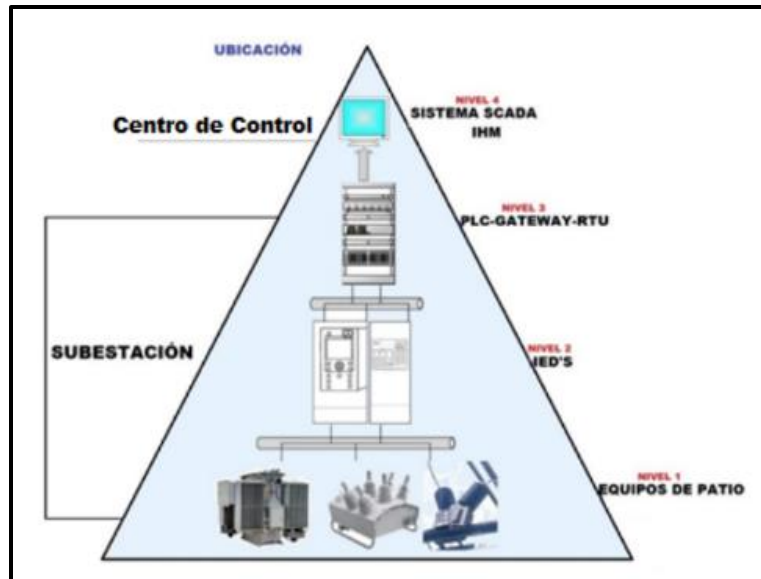 UBICACIÓN
Centro de Control
NIVEL 4
SISTEMA SCADA
IHM
NIVEL 3
PLC-GATEWAY-RTU
SUBESTACIÓN
NIVEL 2
IED'S
NIVEL 1
EQUIPOS DE PATIO